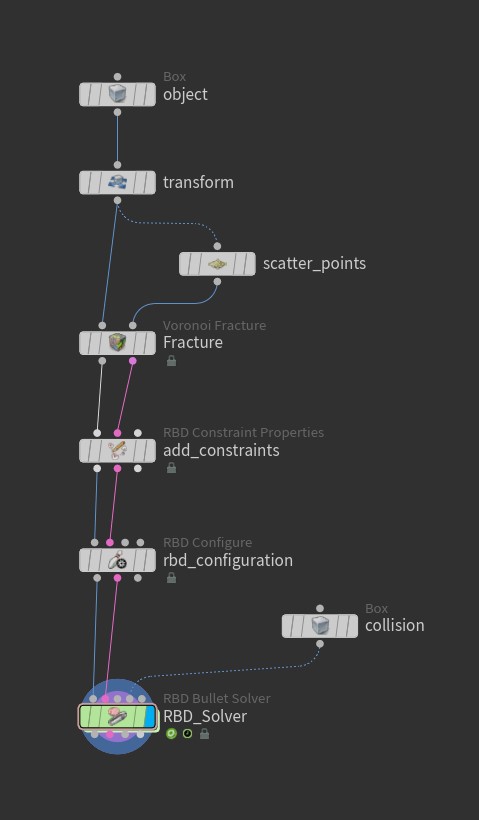 Box
object
transform
scatter_points
Voronoi Fracture
Fracture
RBD Constraint Properties
add_constraints
RBD Configure
rbd_configuration
Box
collision
RBD Bullet Solver
RBD_Solver